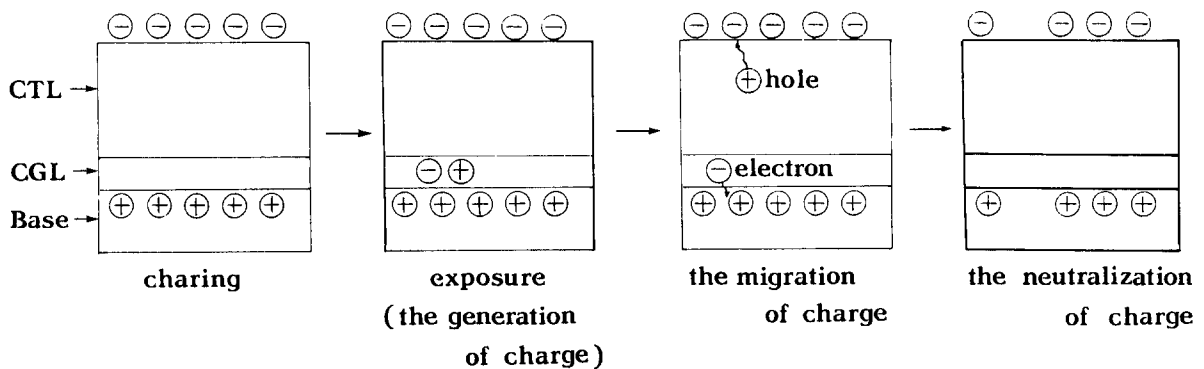 CTL
CGL
Base
charing
exposure
(the generation
of charge)
hole
electron
the migration
of charge
the neutralization
of charge